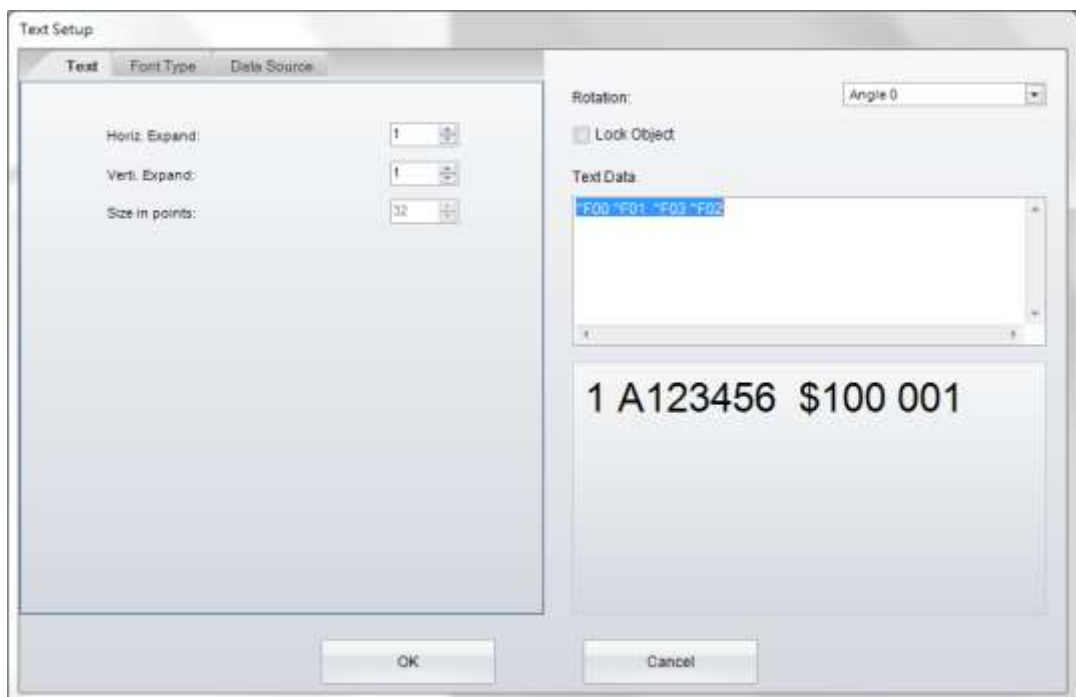 Text Setup
Text Font Type Data Source
Horiz. Expand: 1
Verti. Expand: 1
Size in points: 32
Rotation: Angle 0
Lock Object
Text Data
^F00 ^F01  ^F03 ^F02
1 A123456  $100 001
OK Cancel